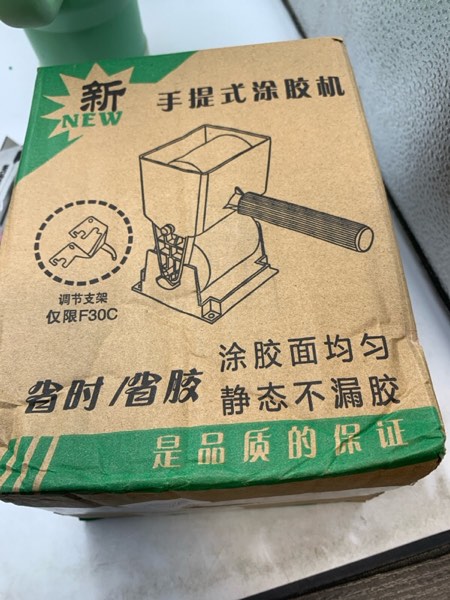 新
NEW
手提式涂胶机
调节支架
仅限F30C
省时/省胶
涂胶面均匀
静态不漏胶
是品质的保证